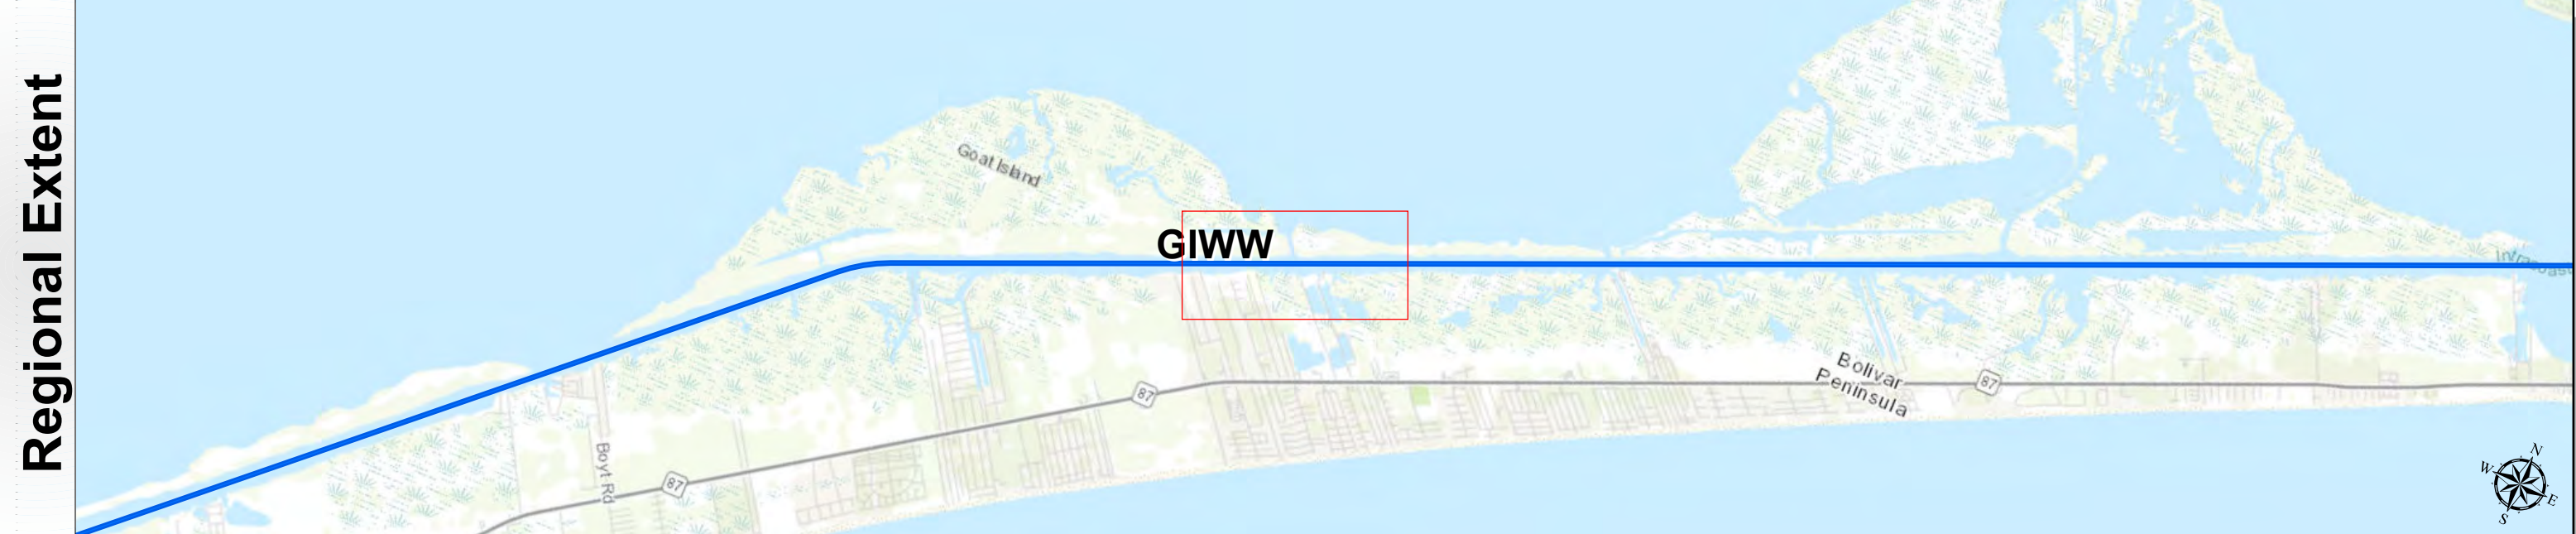 Regional Extent
Goat Island
GIWW
Boyt Rd
87
87
87
Bolivar
Peninsula
N
W
E
S